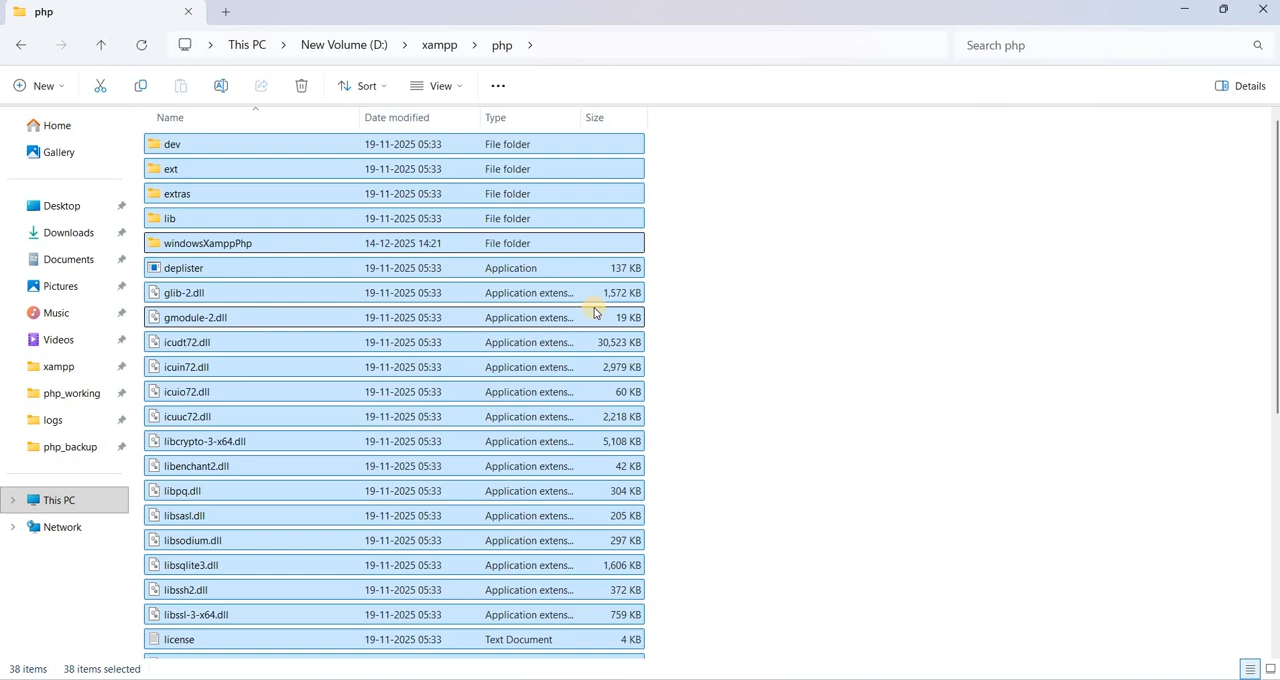 php
This PC > New Volume (D:) > xampp > php >
Search php
New
Sort
View
Details
Home
Gallery
Desktop
Downloads
Documents
Pictures
Music
Videos
xampp
php_working
logs
php_backup
This PC
Network
Name Date modified Type Size
dev 19-11-2025 05:33 File folder
ext 19-11-2025 05:33 File folder
extras 19-11-2025 05:33 File folder
lib 19-11-2025 05:33 File folder
windowsXamppPhp 14-12-2025 14:21 File folder
deplister 19-11-2025 05:33 Application 137 KB
glib-2.dll 19-11-2025 05:33 Application extens... 1,572 KB
gmodule-2.dll 19-11-2025 05:33 Application extens... 19 KB
icudt72.dll 19-11-2025 05:33 Application extens... 30,523 KB
icuin72.dll 19-11-2025 05:33 Application extens... 2,979 KB
icuio72.dll 19-11-2025 05:33 Application extens... 60 KB
icuuc72.dll 19-11-2025 05:33 Application extens... 2,218 KB
libcrypto-3-x64.dll 19-11-2025 05:33 Application extens... 5,108 KB
libenchant2.dll 19-11-2025 05:33 Application extens... 42 KB
libpq.dll 19-11-2025 05:33 Application extens... 304 KB
libsasl.dll 19-11-2025 05:33 Application extens... 205 KB
libsodium.dll 19-11-2025 05:33 Application extens... 297 KB
libsqlite3.dll 19-11-2025 05:33 Application extens... 1,606 KB
libssh2.dll 19-11-2025 05:33 Application extens... 372 KB
libssl-3-x64.dll 19-11-2025 05:33 Application extens... 759 KB
license 19-11-2025 05:33 Text Document 4 KB
38 items 38 items selected